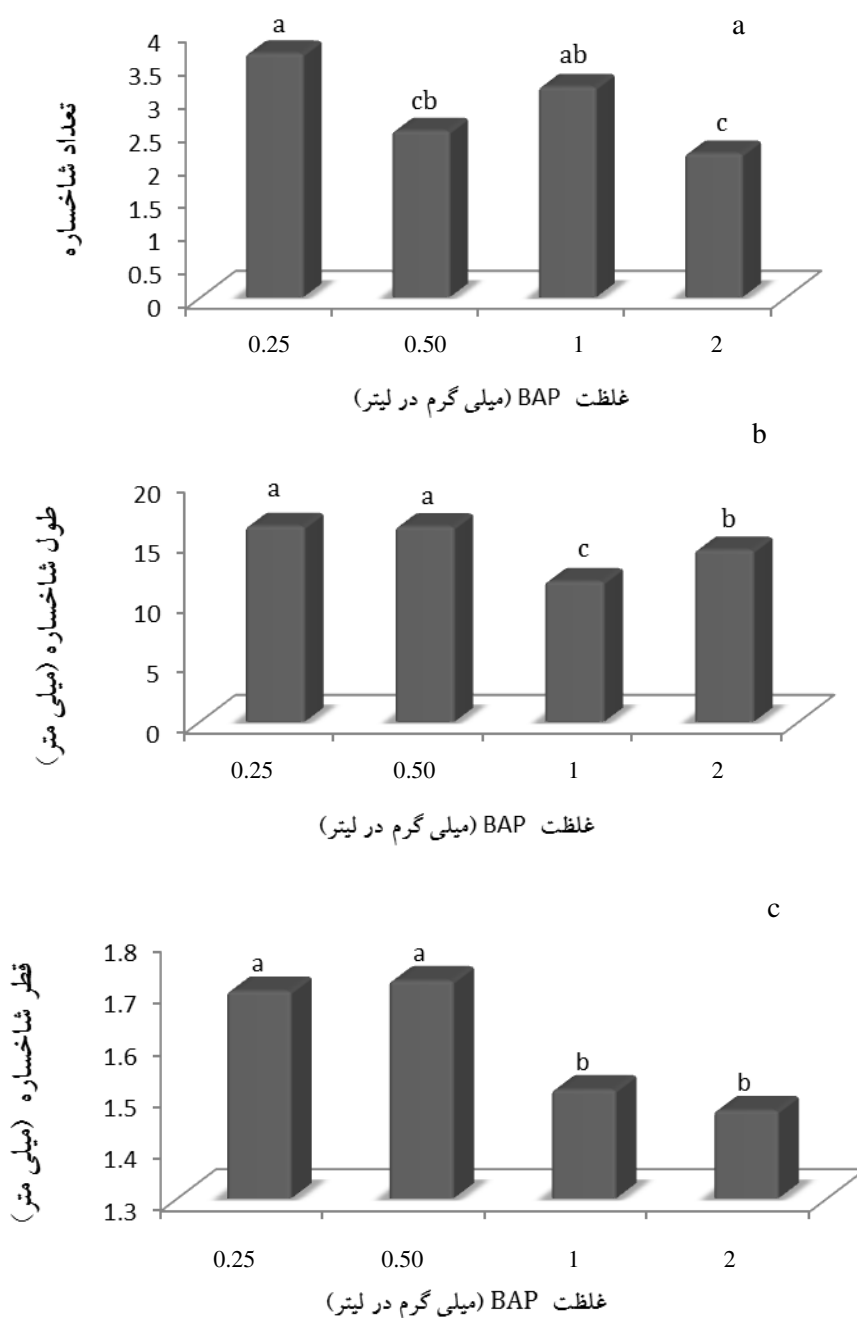 a
تعداد شاخساره
4
3.5
3
2.5
2
1.5
1
0.5
0
a
cb
ab
c
0.25 0.50 1 2
غلظت BAP (میلی گرم در لیتر)
b
طول شاخساره (میلی متر)
20
15
10
5
0
a
a
c
b
0.25 0.50 1 2
غلظت BAP (میلی گرم در لیتر)
c
قطر شاخساره (میلی متر)
1.8
1.7
1.6
1.5
1.4
1.3
a
a
b
b
0.25 0.50 1 2
غلظت BAP (میلی گرم در لیتر)